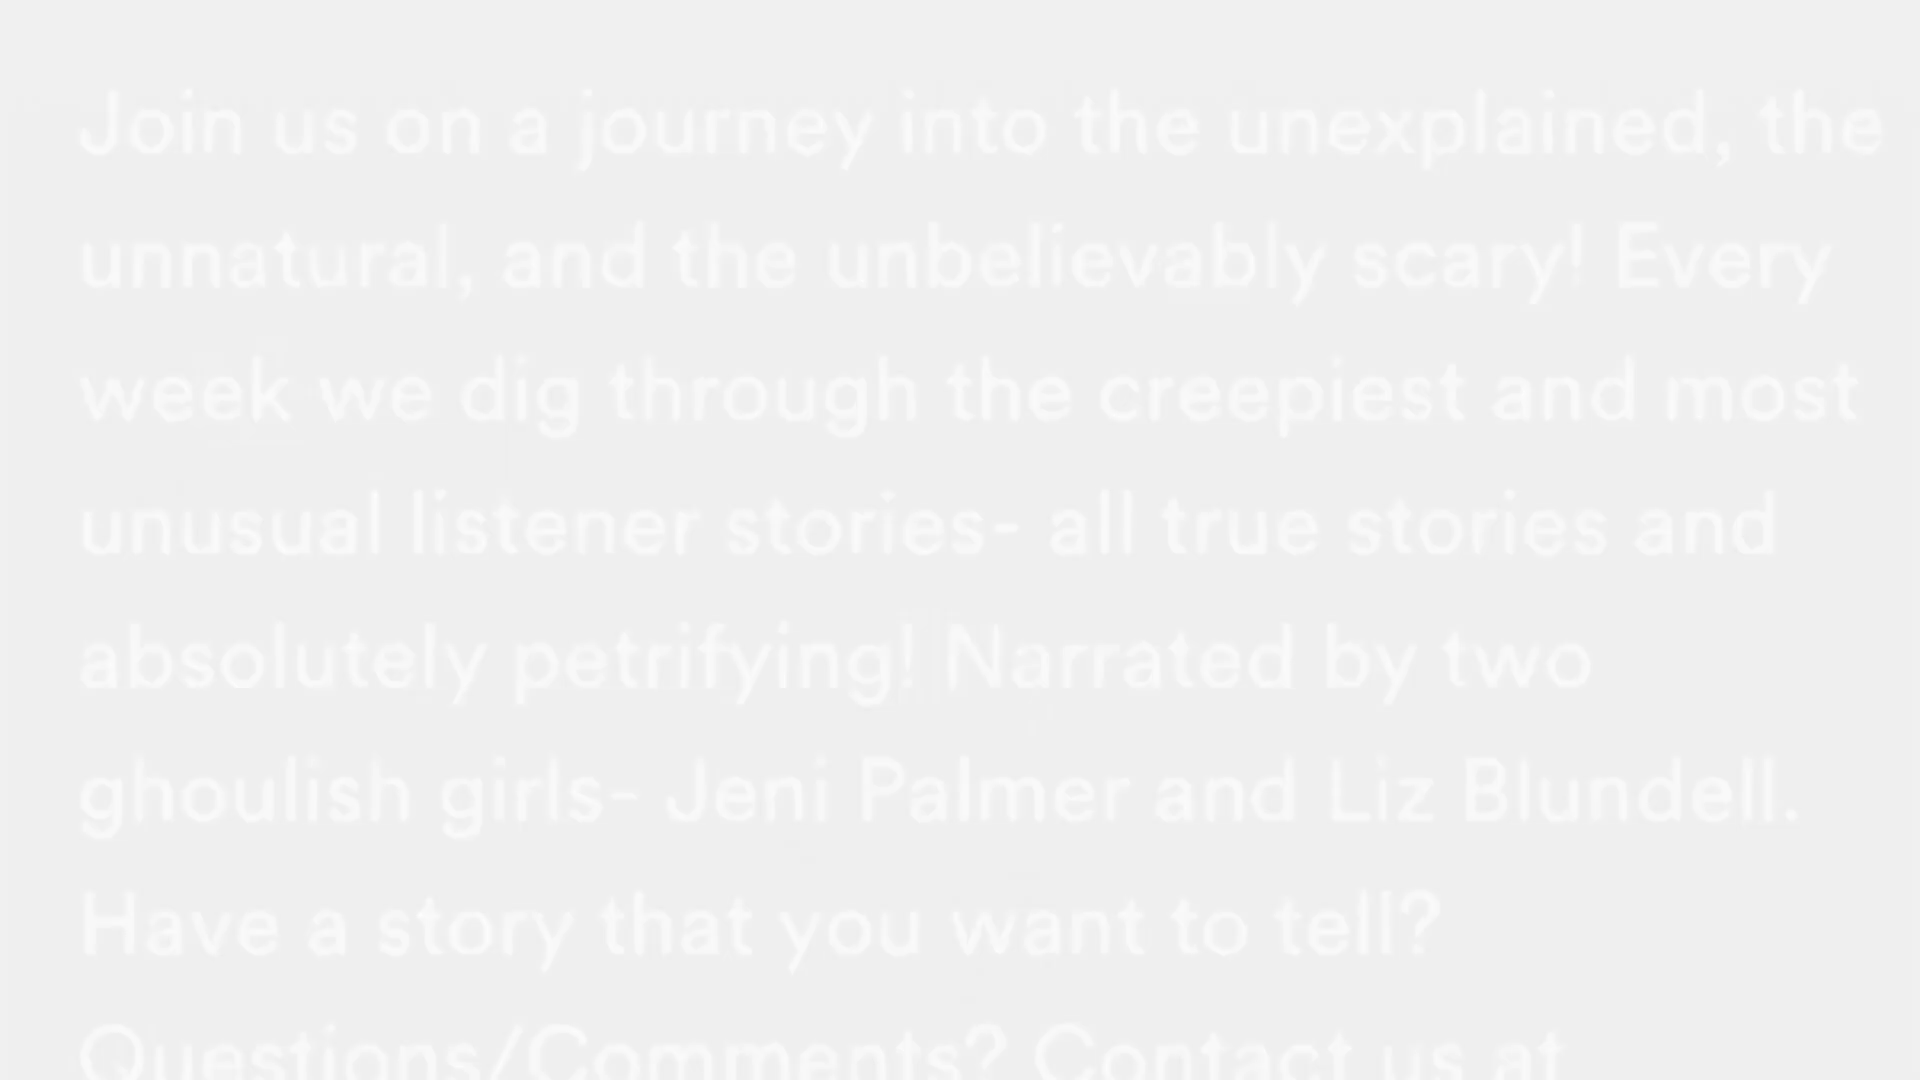 Join us on a journey into the unexplained, the
unnatural, and the unbelievably scary! Every
week we dig through the creepiest and most
unusual listener stories- all true stories and
absolutely petrifying! Narrated by two
ghoulish girls- Jeni Palmer and Liz Blundell.
Have a story that you want to tell?
Questions/Comments? Contact us at